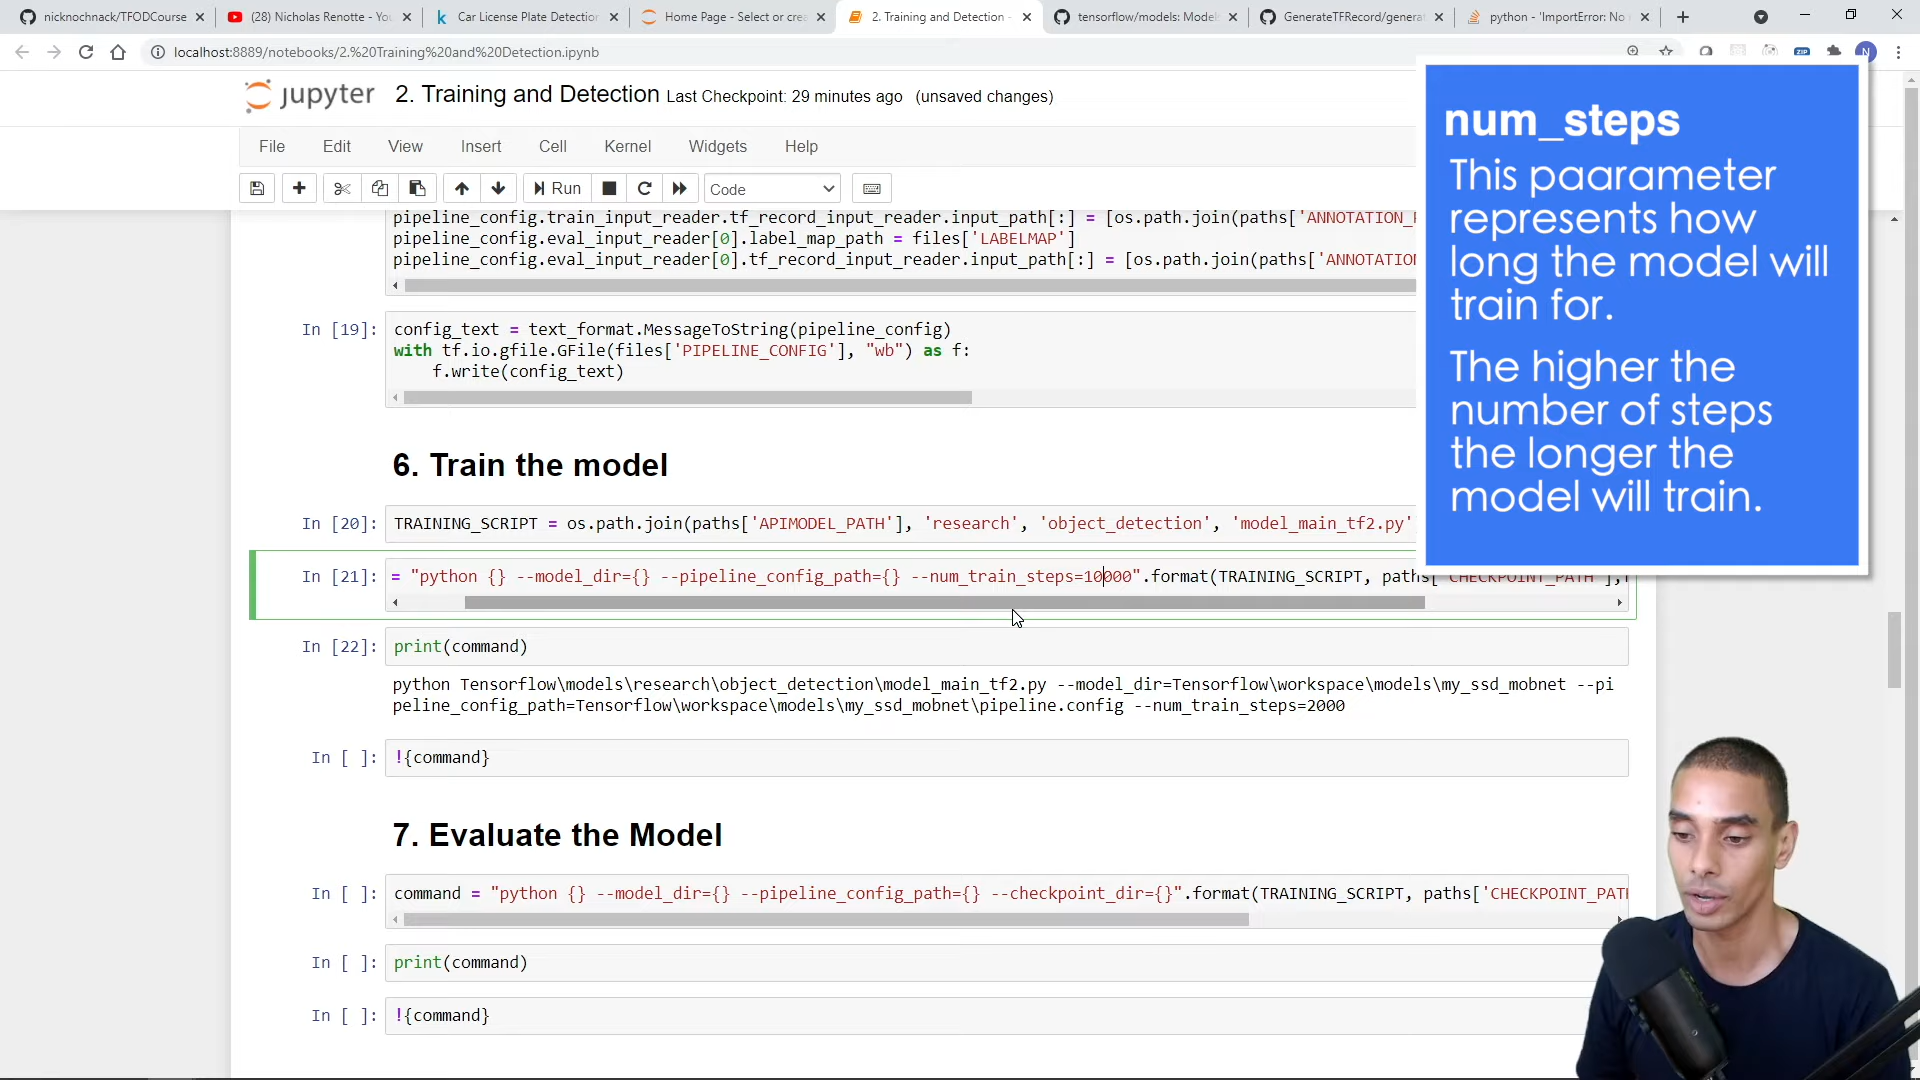 nicknochnack/TFODCourse
(28) Nicholas Renotte - You
Car License Plate Detection
Home Page - Select or crea
2. Training and Detection -
tensorflow/models: Models
GenerateTFRecord/generat
python - 'ImportError: No
localhost:8889/notebooks/2.%20Training%20and%20Detection.ipynb
ZIP
N
jupyter 2. Training and Detection Last Checkpoint: 29 minutes ago (unsaved changes)
File Edit View Insert Cell Kernel Widgets Help
Run Code
pipeline_config.train_input_reader.tf_record_input_reader.input_path[:] = [os.path.join(paths['ANNOTATION_P
pipeline_config.eval_input_reader[0].label_map_path = files['LABELMAP']
pipeline_config.eval_input_reader[0].tf_record_input_reader.input_path[:] = [os.path.join(paths['ANNOTATION
In [19]: config_text = text_format.MessageToString(pipeline_config)
with tf.io.gfile.GFile(files['PIPELINE_CONFIG'], "wb") as f:
f.write(config_text)
6. Train the model
In [20]: TRAINING_SCRIPT = os.path.join(paths['APIMODEL_PATH'], 'research', 'object_detection', 'model_main_tf2.py'
In [21]: = "python {} --model_dir={} --pipeline_config_path={} --num_train_steps=10000".format(TRAINING_SCRIPT, paths['CHECKPOINT_PATH'],f
In [22]: print(command)
python Tensorflow\models\research\object_detection\model_main_tf2.py --model_dir=Tensorflow\workspace\models\my_ssd_mobnet --pi
peline_config_path=Tensorflow\workspace\models\my_ssd_mobnet\pipeline.config --num_train_steps=2000
In [ ]: !{command}
7. Evaluate the Model
In [ ]: command = "python {} --model_dir={} --pipeline_config_path={} --checkpoint_dir={}".format(TRAINING_SCRIPT, paths['CHECKPOINT_PATH
In [ ]: print(command)
In [ ]: !{command}
num_steps
This paarameter
represents how
long the model will
train for.
The higher the
number of steps
the longer the
model will train.